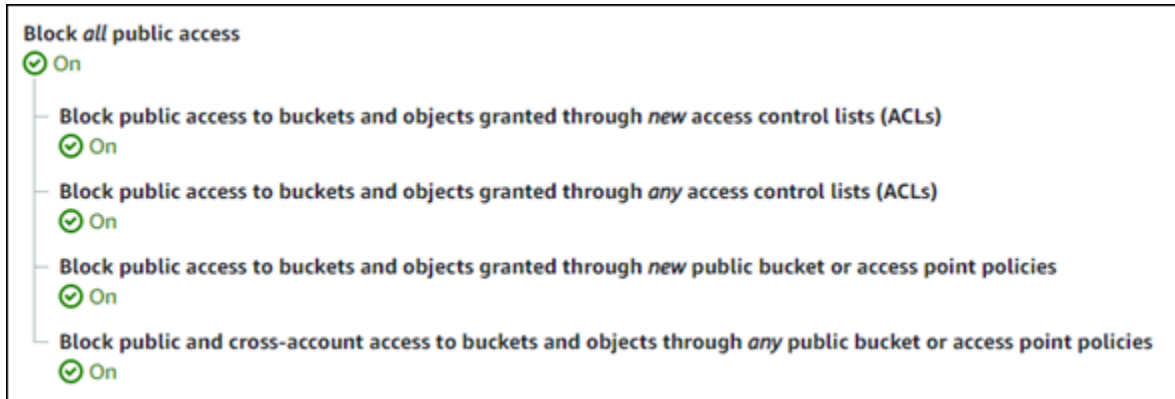 Block all public access
On
Block public access to buckets and objects granted through new access control lists (ACLs)
On
Block public access to buckets and objects granted through any access control lists (ACLs)
On
Block public access to buckets and objects granted through new public bucket or access point policies
On
Block public and cross-account access to buckets and objects through any public bucket or access point policies
On